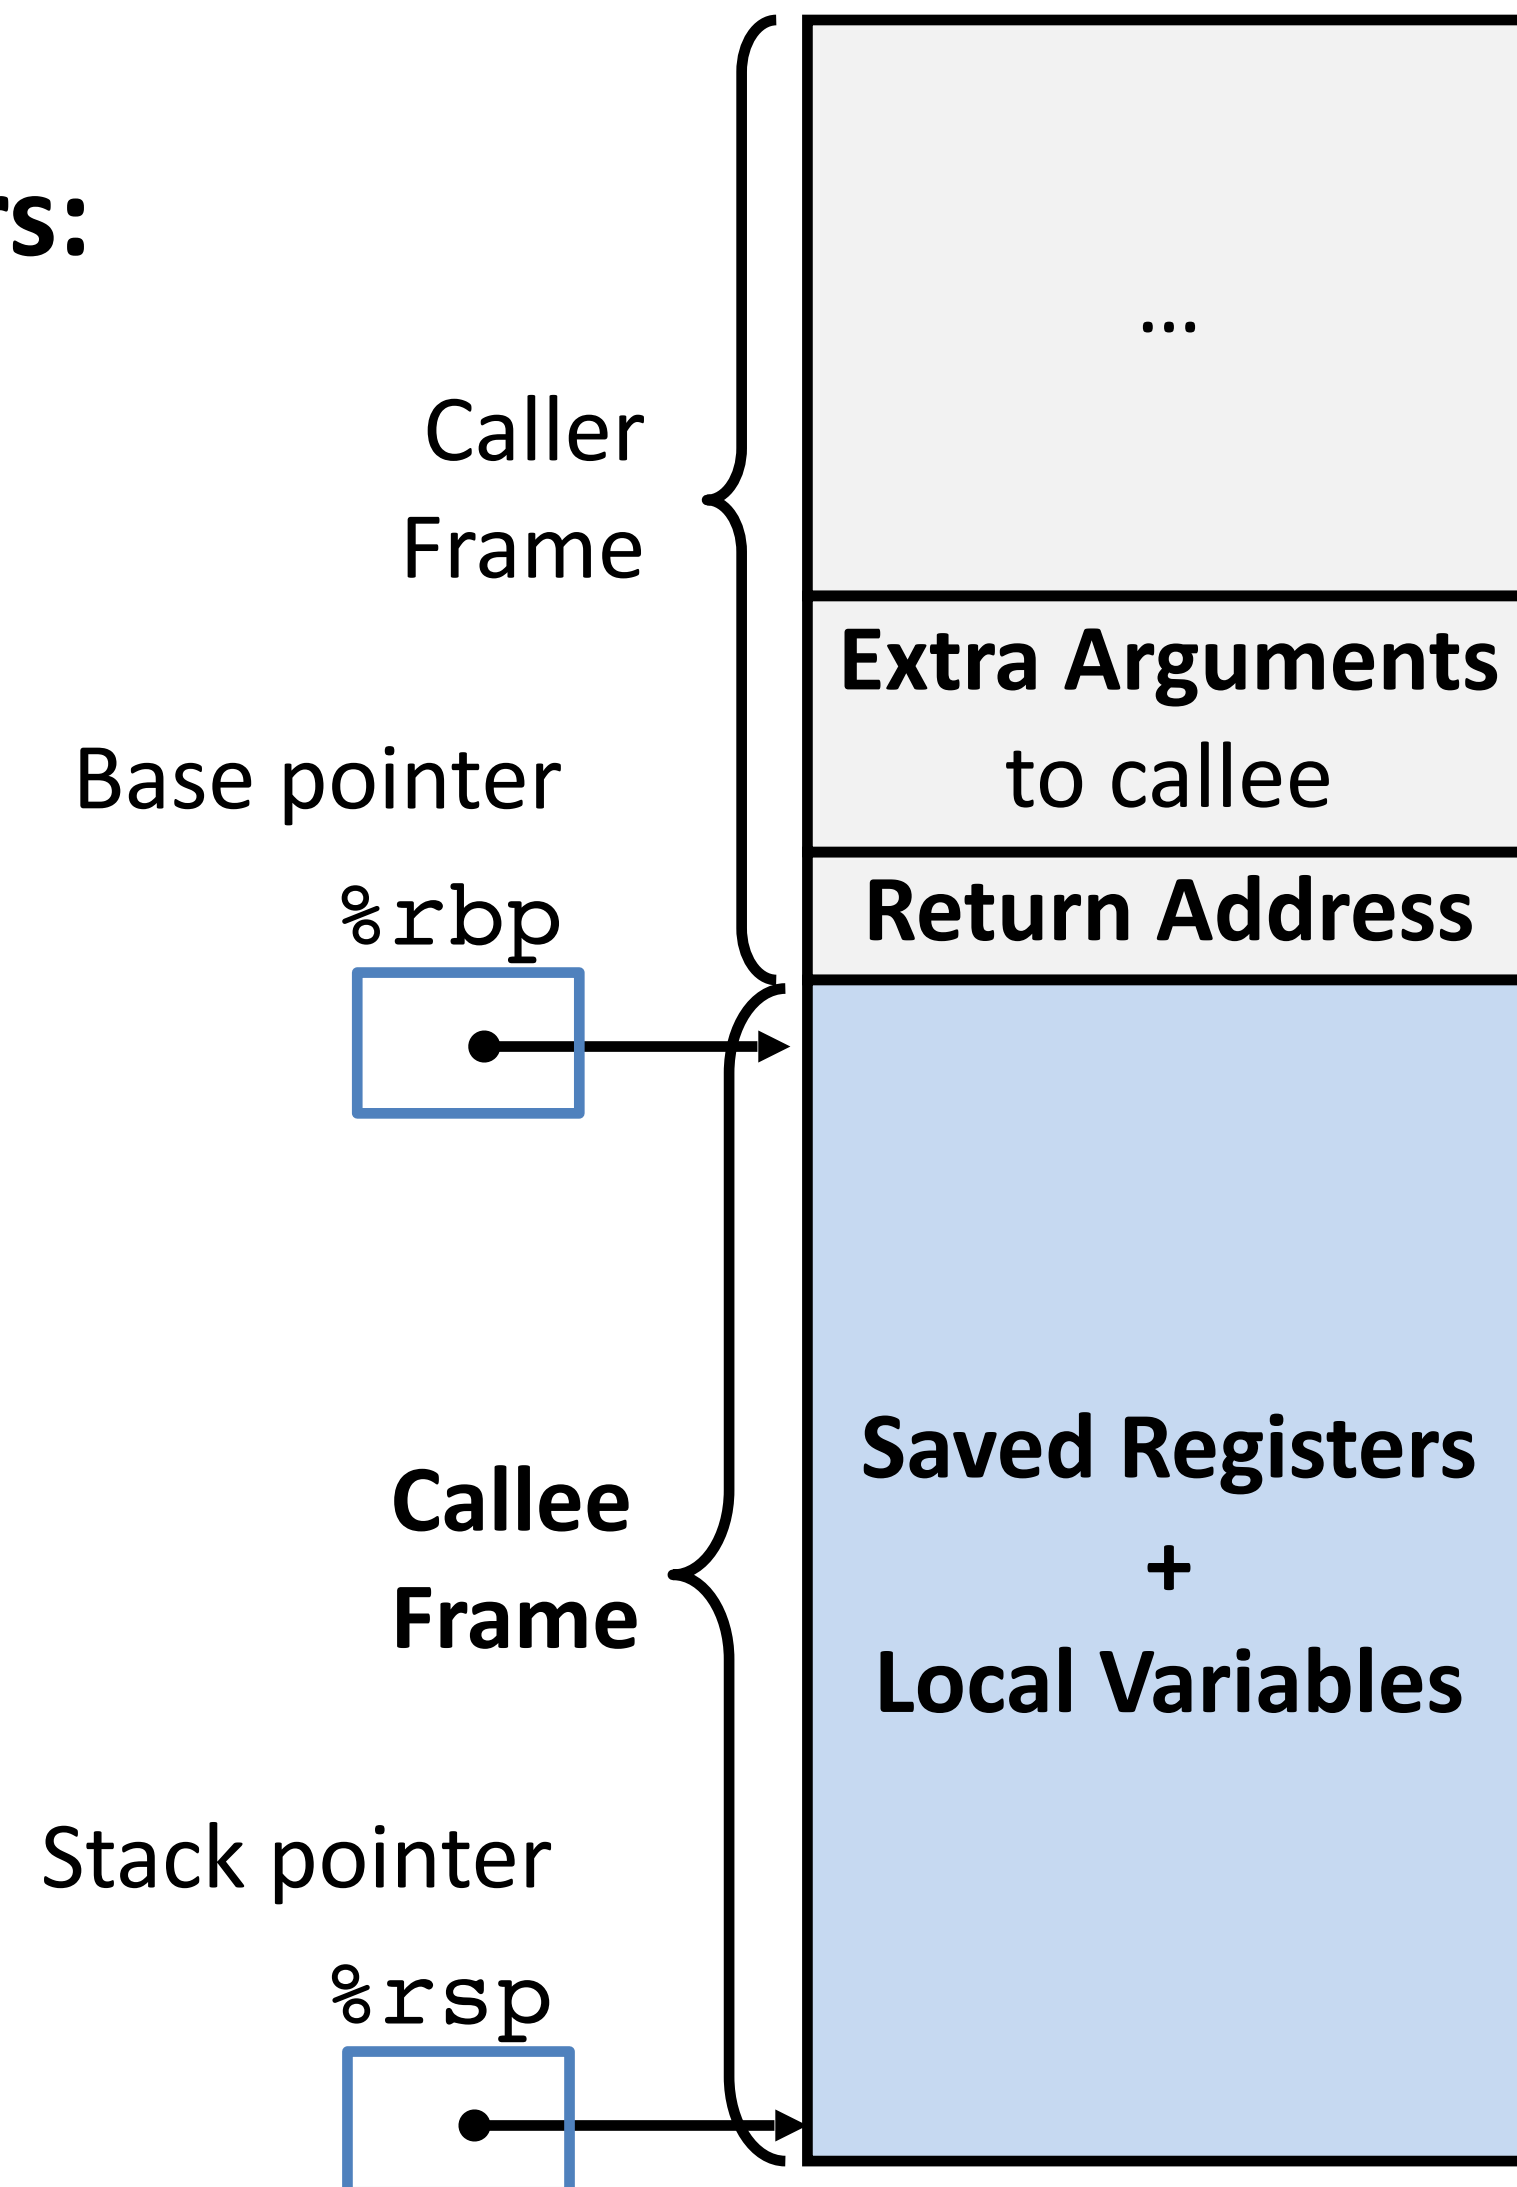 rs:
...
Caller
Frame
Extra Arguments
to callee
Base pointer
%rbp
Return Address
Saved Registers
+
Local Variables
Callee
Frame
Stack pointer
%rsp